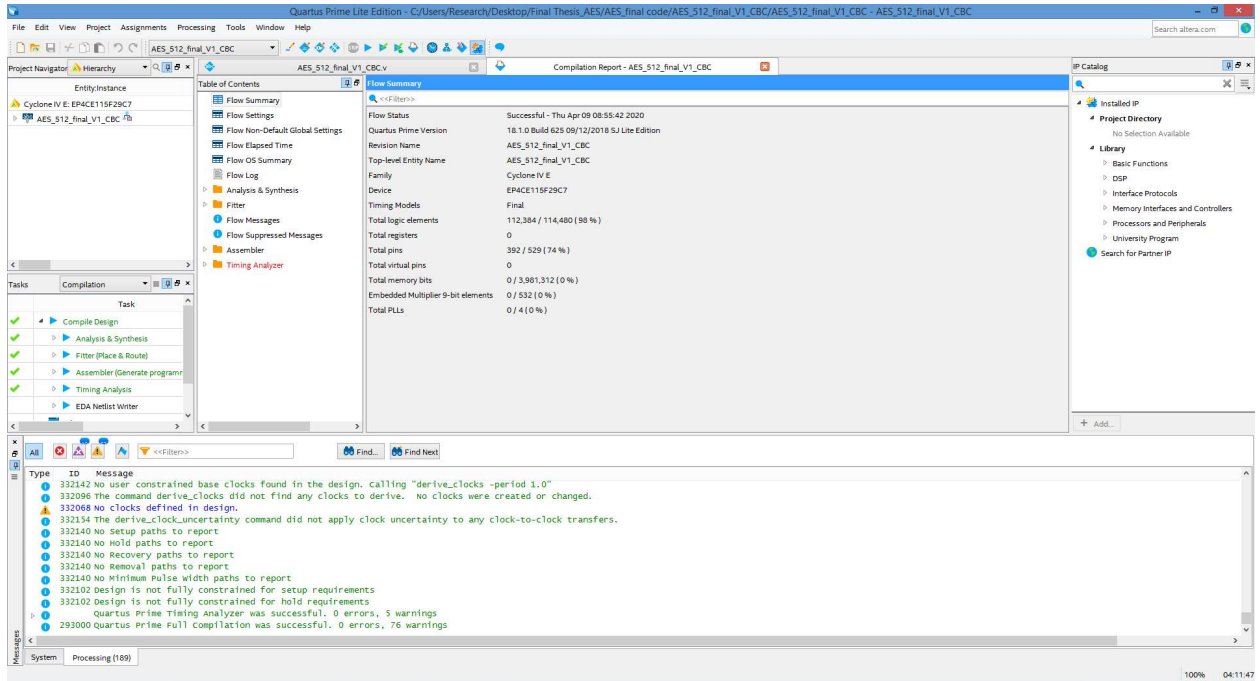 Quartus Prime Lite Edition - C:/Users/Research/Desktop/Final Thesis_AES/AES_final code/AES_512_final_V1_CBC/AES_512_final_V1_CBC - AES_512_final_V1_CBC
File Edit View Project Assignments Processing Tools Window Help
Search altera.com
AES_512_final_V1_CBC
Project Navigator Hierarchy
Entity:Instance
Cyclone IV E: EP4CE115F29C7
AES_512_final_V1_CBC
Tasks Compilation
Task
Compile Design
Analysis & Synthesis
Fitter (Place & Route)
Assembler (Generate programm
Timing Analysis
EDA Netlist Writer
AES_512_final_V1_CBC.v
Compilation Report - AES_512_final_V1_CBC
Table of Contents
Flow Summary
Flow Settings
Flow Non-Default Global Settings
Flow Elapsed Time
Flow OS Summary
Flow Log
Analysis & Synthesis
Fitter
Flow Messages
Flow Suppressed Messages
Assembler
Timing Analyzer
Flow Summary
<<Filter>>
Flow Status Successful - Thu Apr 09 08:55:42 2020
Quartus Prime Version 18.1.0 Build 625 09/12/2018 SJ Lite Edition
Revision Name AES_512_final_V1_CBC
Top-level Entity Name AES_512_final_V1_CBC
Family Cyclone IV E
Device EP4CE115F29C7
Timing Models Final
Total logic elements 112,384 / 114,480 ( 98 % )
Total registers 0
Total pins 392 / 529 ( 74 % )
Total virtual pins 0
Total memory bits 0 / 3,981,312 ( 0 % )
Embedded Multiplier 9-bit elements 0 / 532 ( 0 % )
Total PLLs 0 / 4 ( 0 % )
IP Catalog
Installed IP
Project Directory
No Selection Available
Library
Basic Functions
DSP
Interface Protocols
Memory Interfaces and Controllers
Processors and Peripherals
University Program
Search for Partner IP
+ Add...
All <<Filter>> Find... Find Next
Type ID Message
332142 No user constrained base clocks found in the design. Calling "derive_clocks -period 1.0"
332096 The command derive_clocks did not find any clocks to derive. No clocks were created or changed.
332068 No clocks defined in design.
332154 The derive_clock_uncertainty command did not apply clock uncertainty to any clock-to-clock transfers.
332140 No Setup paths to report
332140 No Hold paths to report
332140 No Recovery paths to report
332140 No Removal paths to report
332140 No Minimum Pulse Width paths to report
332102 Design is not fully constrained for setup requirements
332102 Design is not fully constrained for hold requirements
Quartus Prime Timing Analyzer was successful. 0 errors, 5 warnings
293000 Quartus Prime Full Compilation was successful. 0 errors, 76 warnings
Messages
System Processing (189)
100% 04:11:47